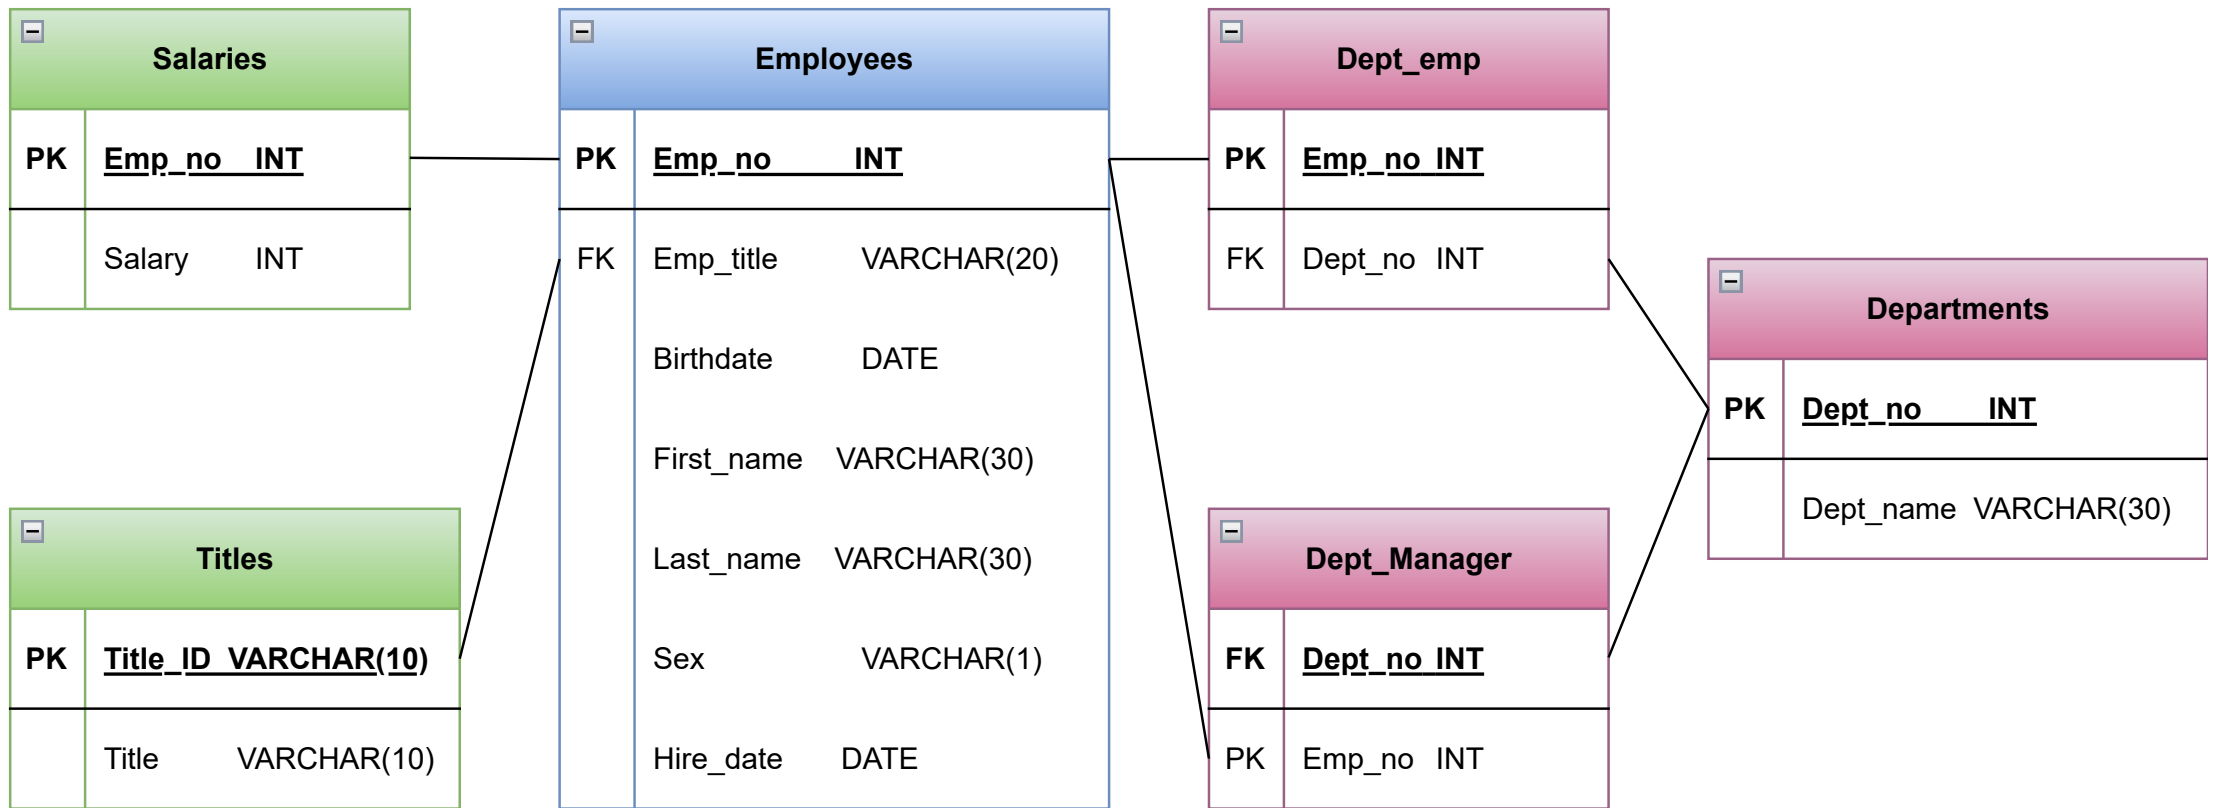 Salaries
PK Emp_no INT
Salary INT
Employees
PK Emp_no INT
FK Emp_title VARCHAR(20)
Birthdate DATE
First_name VARCHAR(30)
Last_name VARCHAR(30)
Sex VARCHAR(1)
Hire_date DATE
Dept_emp
PK Emp_no INT
FK Dept_no INT
Departments
PK Dept_no INT
Dept_name VARCHAR(30)
Titles
PK Title_ID VARCHAR(10)
Title VARCHAR(10)
Dept_Manager
FK Dept_no INT
PK Emp_no INT